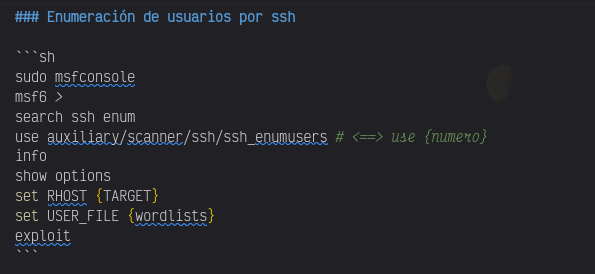 ### Enumeración de usuarios por ssh
```sh
sudo msfconsole
msf6 >
search ssh enum
use auxiliary/scanner/ssh/ssh_enumusers # <==> use {numero}
info
show options
set RHOST {TARGET}
set USER_FILE {wordlists}
exploit
```